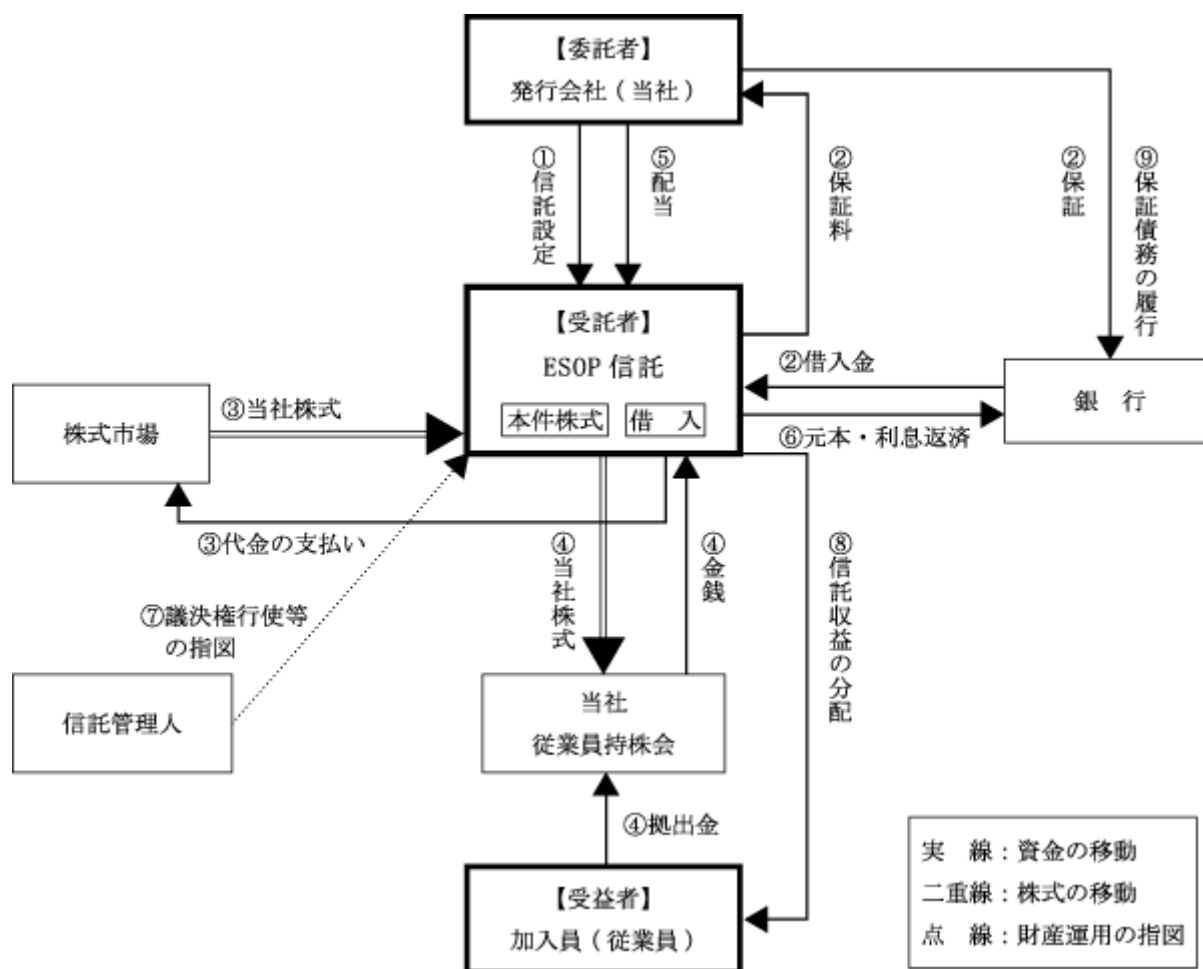 【委託者】
発行会社(当社)
①信託設定
⑤配当
②保証料
②保証
⑨保証債務の履行
【受託者】
ESOP 信託
本件株式
借 入
②借入金
銀 行
⑥元本・利息返済
株式市場
③当社株式
③代金の支払い
④当社株式
④金銭
⑧信託収益の分配
⑦議決権行使等
の指図
信託管理人
当社
従業員持株会
④拠出金
【受益者】
加入員(従業員)
実 線:資金の移動
二重線:株式の移動
点 線:財産運用の指図